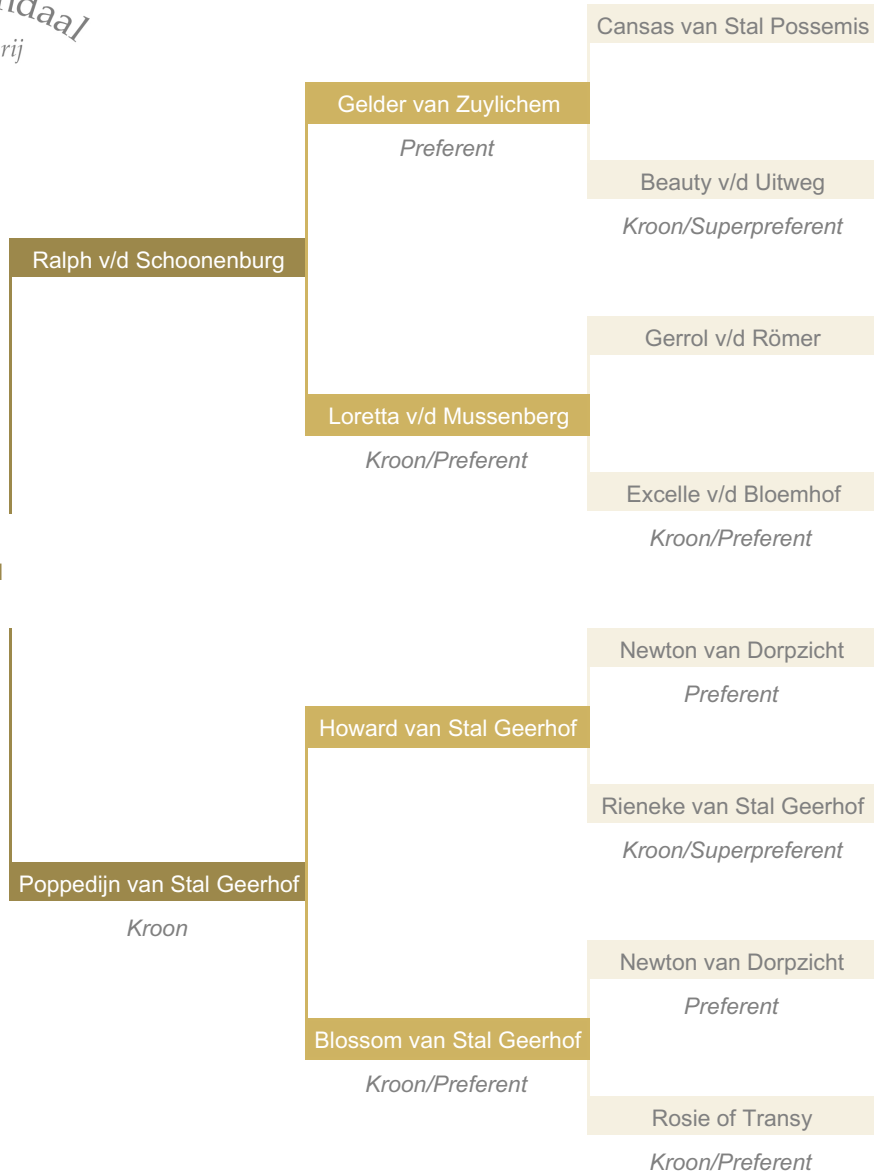 rij
Cansas van Stal Possemis
Gelder van Zuylichem
Preferent
Beauty v/d Uitweg
Kroon/Superpreferent
Ralph v/d Schoonenburg
Gerrol v/d Römer
Loretta v/d Mussenberg
Kroon/Preferent
Excelle v/d Bloemhof
Kroon/Preferent
Newton van Dorpzicht
Preferent
Howard van Stal Geerhof
Rieneke van Stal Geerhof
Kroon/Superpreferent
Poppedijn van Stal Geerhof
Kroon
Newton van Dorpzicht
Preferent
Blossom van Stal Geerhof
Kroon/Preferent
Rosie of Transy
Kroon/Preferent